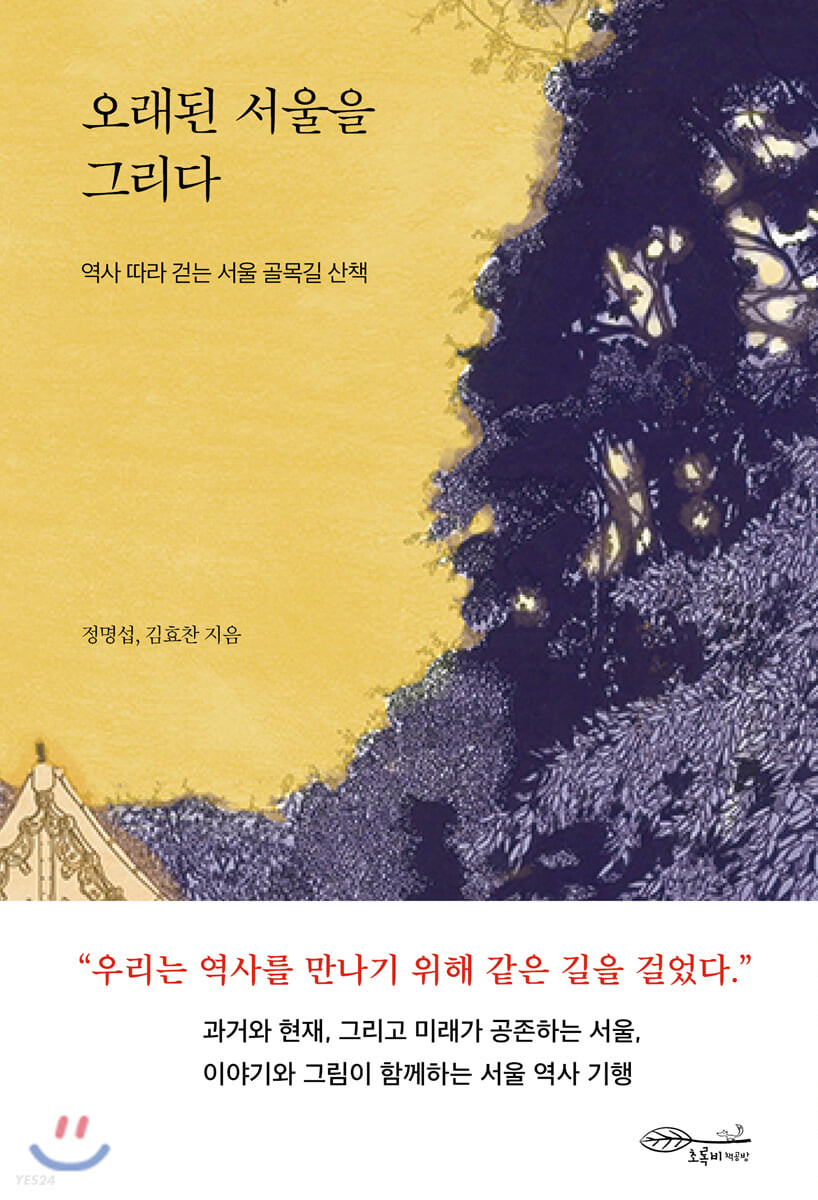 오래된 서울을
그리다
역사 따라 걷는 서울 골목길 산책
정명섭, 김효찬 지음
“우리는 역사를 만나기 위해 같은 길을 걸었다.”
과거와 현재, 그리고 미래가 공존하는 서울,
이야기와 그림이 함께하는 서울 역사 기행
초록비책공방
YES24